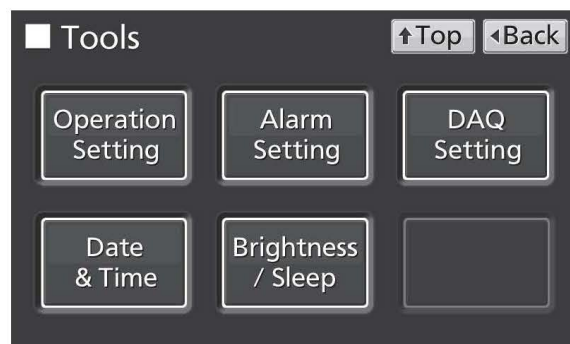 Tools
Top
Back
Operation
Setting
Alarm
Setting
DAQ
Setting
Date
& Time
Brightness
/ Sleep